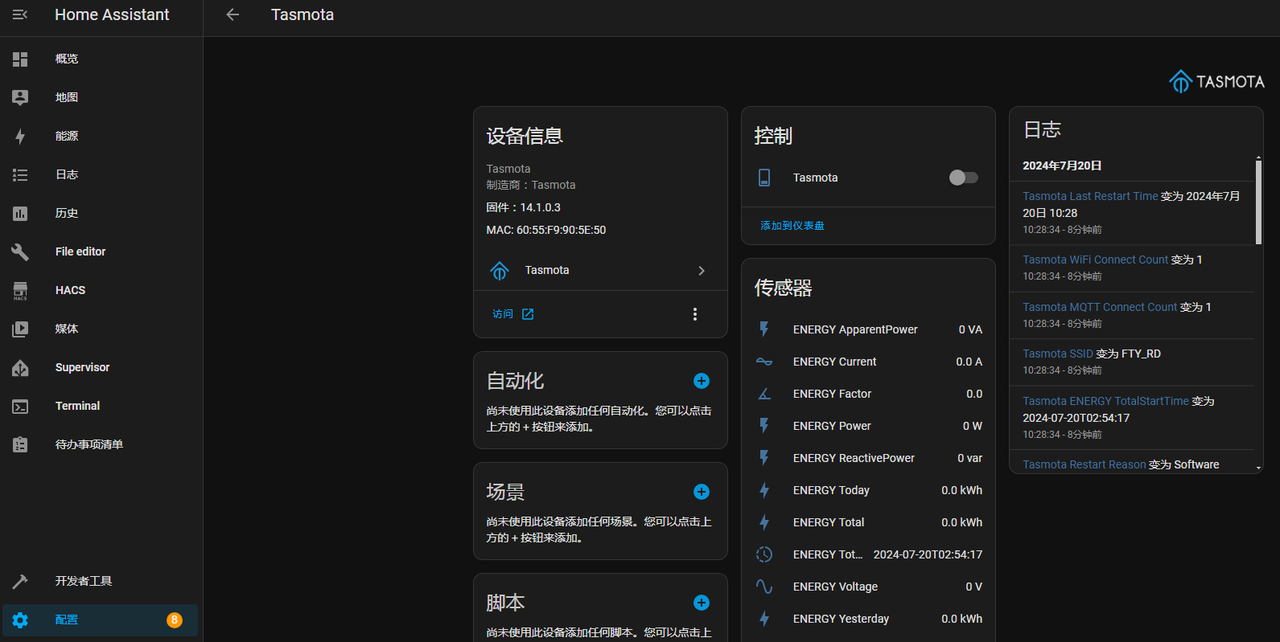 Home Assistant
概览
地图
能源
日志
历史
File editor
HACS
HACS
媒体
Supervisor
Terminal
待办事项清单
开发者工具
配置
8
Tasmota
TASMOTA
设备信息
Tasmota
制造商：Tasmota
固件：14.1.0.3
MAC: 60:55:F9:90:5E:50
Tasmota
访问
自动化
尚未使用此设备添加任何自动化。您可以点击
上方的 + 按钮来添加。
场景
尚未使用此设备添加任何场景。您可以点击上
方的 + 按钮来添加。
脚本
尚未使用此设备添加任何脚本。您可以点击上
控制
Tasmota
添加到仪表盘
传感器
ENERGY ApparentPower 0 VA
ENERGY Current 0.0 A
ENERGY Factor 0.0
ENERGY Power 0 W
ENERGY ReactivePower 0 var
ENERGY Today 0.0 kWh
ENERGY Total 0.0 kWh
ENERGY Tot... 2024-07-20T02:54:17
ENERGY Voltage 0 V
ENERGY Yesterday 0.0 kWh
日志
2024年7月20日
Tasmota Last Restart Time 变为 2024年7月
20日 10:28
10:28:34 - 8分钟前
Tasmota WiFi Connect Count 变为 1
10:28:34 - 8分钟前
Tasmota MQTT Connect Count 变为 1
10:28:34 - 8分钟前
Tasmota SSID 变为 FTY_RD
10:28:34 - 8分钟前
Tasmota ENERGY TotalStartTime 变为
2024-07-20T02:54:17
10:28:34 - 8分钟前
Tasmota Restart Reason 变为 Software